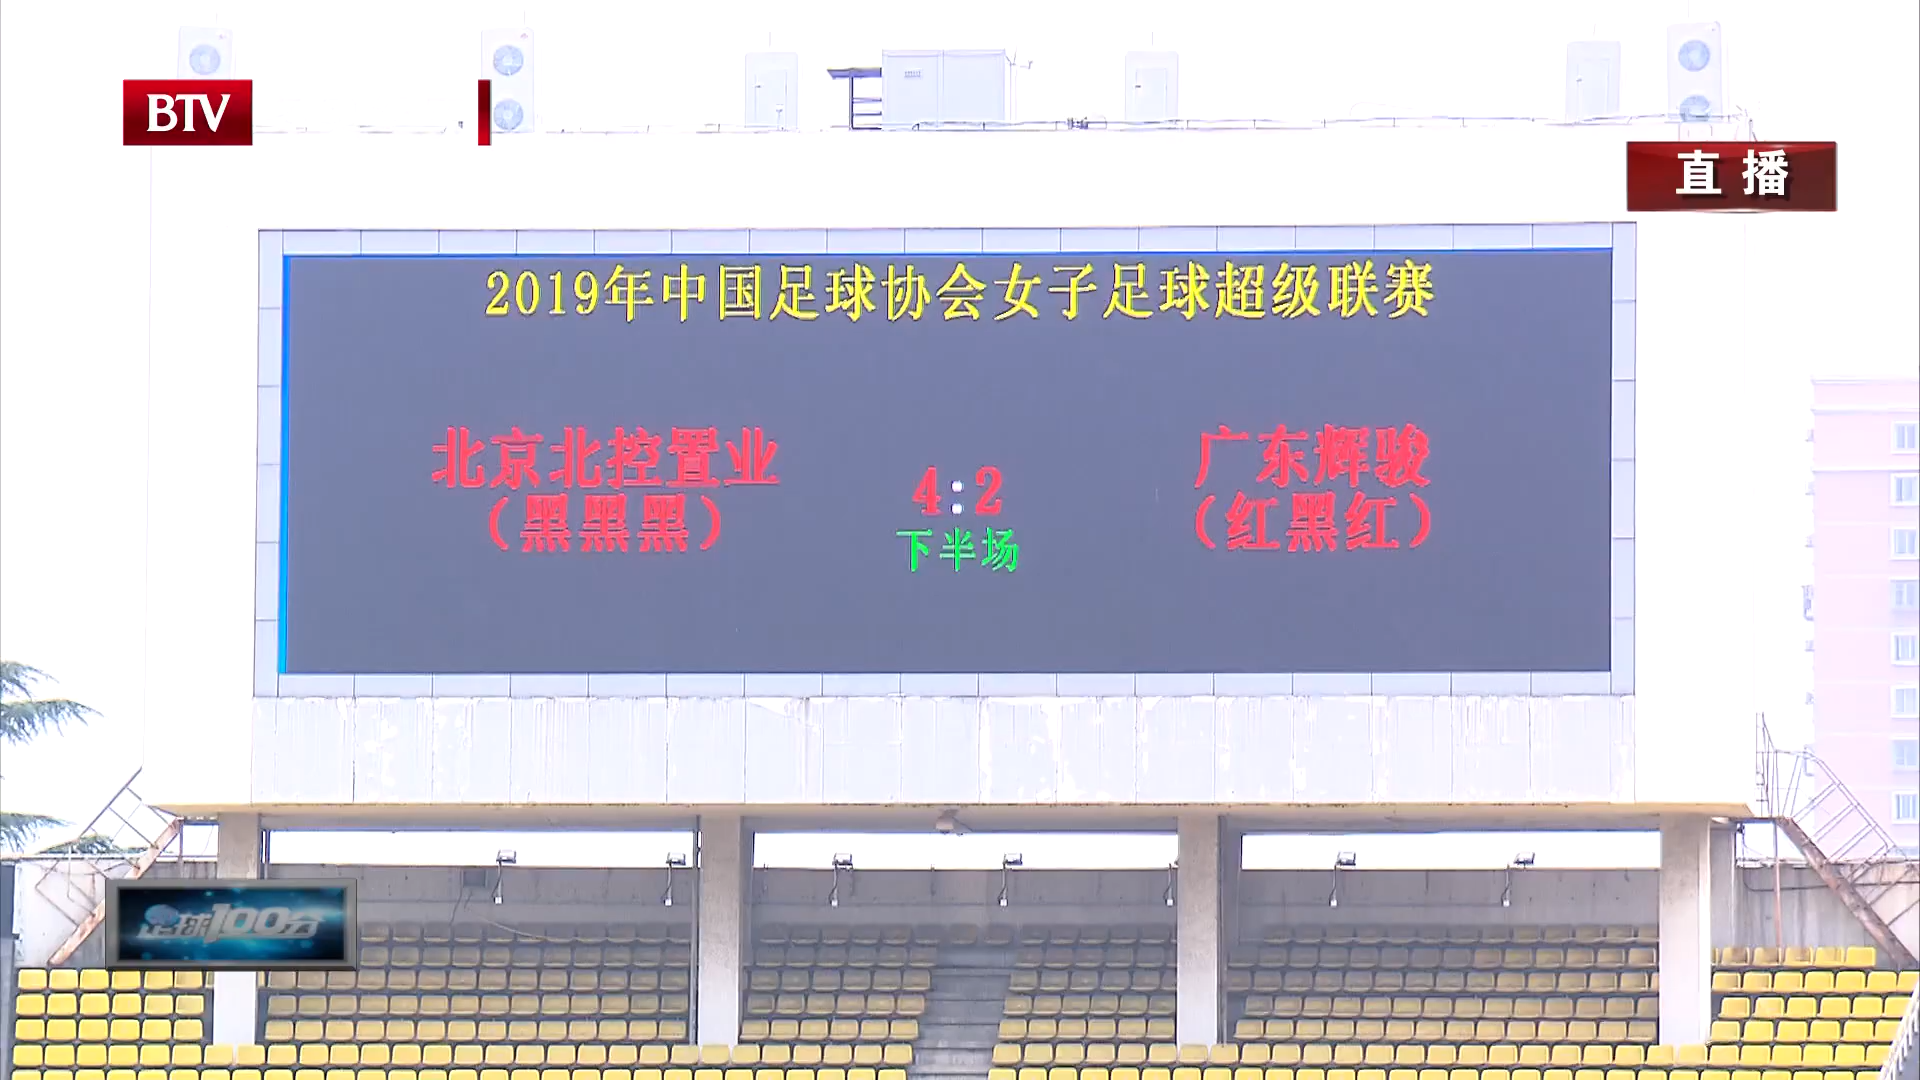 BTV
直播
2019年中国足球协会女子足球超级联赛
北京北控置业
(黑黑黑)
4:2
下半场
广东辉骏
(红黑红)
足球100分